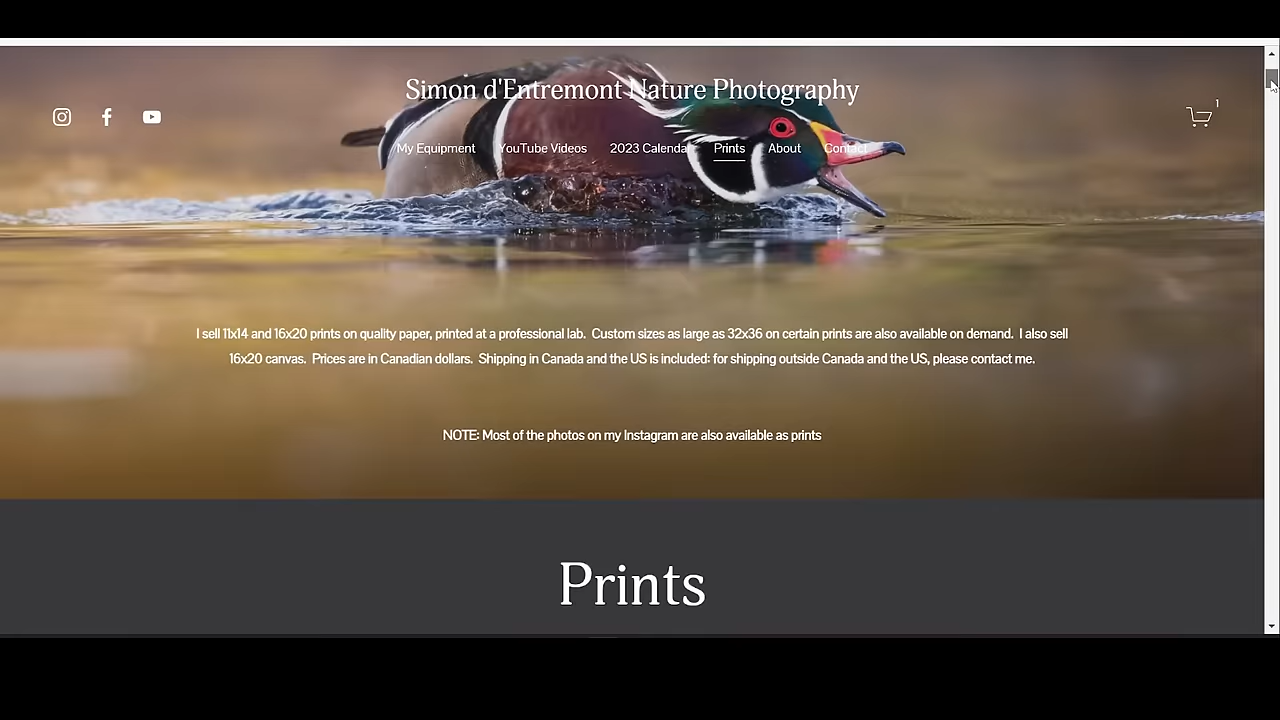 Simon d'Entremont Nature Photography
1
My Equipment YouTube Videos 2023 Calendar Prints About Contact
I sell 11x14 and 16x20 prints on quality paper, printed at a professional lab. Custom sizes as large as 32x36 on certain prints are also available on demand. I also sell
16x20 canvas. Prices are in Canadian dollars. Shipping in Canada and the US is included: for shipping outside Canada and the US, please contact me.
NOTE: Most of the photos on my Instagram are also available as prints
Prints